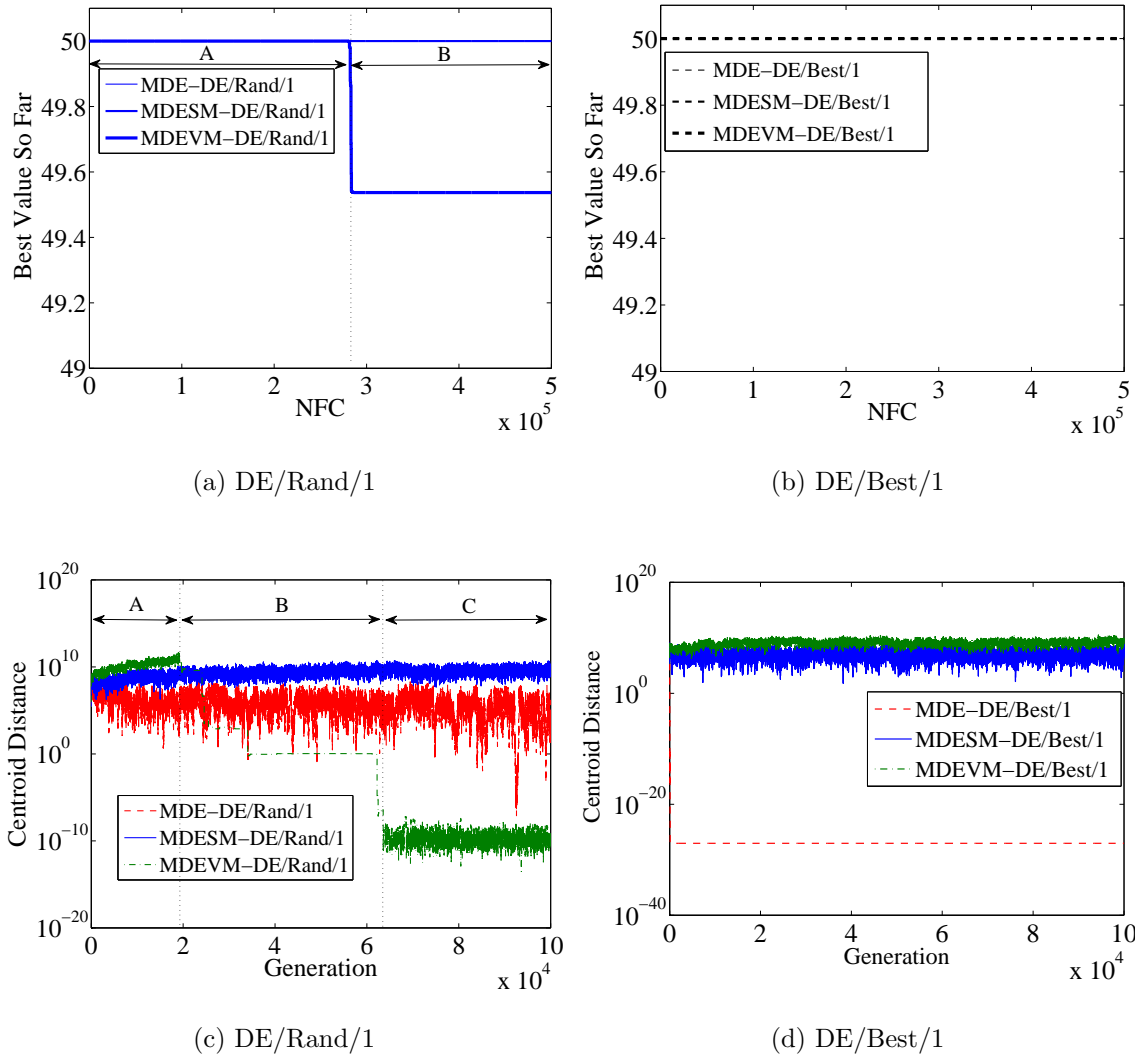 50
49.8
49.6
49.4
49.2
49
Best Value So Far
A
B
MDE−DE/Rand/1
MDESM−DE/Rand/1
MDEVM−DE/Rand/1
0 1 2 3 4 5
NFC
x 10^5
(a) DE/Rand/1
50
49.8
49.6
49.4
49.2
49
Best Value So Far
MDE−DE/Best/1
MDESM−DE/Best/1
MDEVM−DE/Best/1
0 1 2 3 4 5
NFC
x 10^5
(b) DE/Best/1
10^20
10^10
10^0
10^−10
10^−20
Centroid Distance
A
B
C
MDE−DE/Rand/1
MDESM−DE/Rand/1
MDEVM−DE/Rand/1
0 2 4 6 8 10
Generation
x 10^4
(c) DE/Rand/1
10^20
10^0
10^−20
10^−40
Centroid Distance
MDE−DE/Best/1
MDESM−DE/Best/1
MDEVM−DE/Best/1
0 2 4 6 8 10
Generation
x 10^4
(d) DE/Best/1